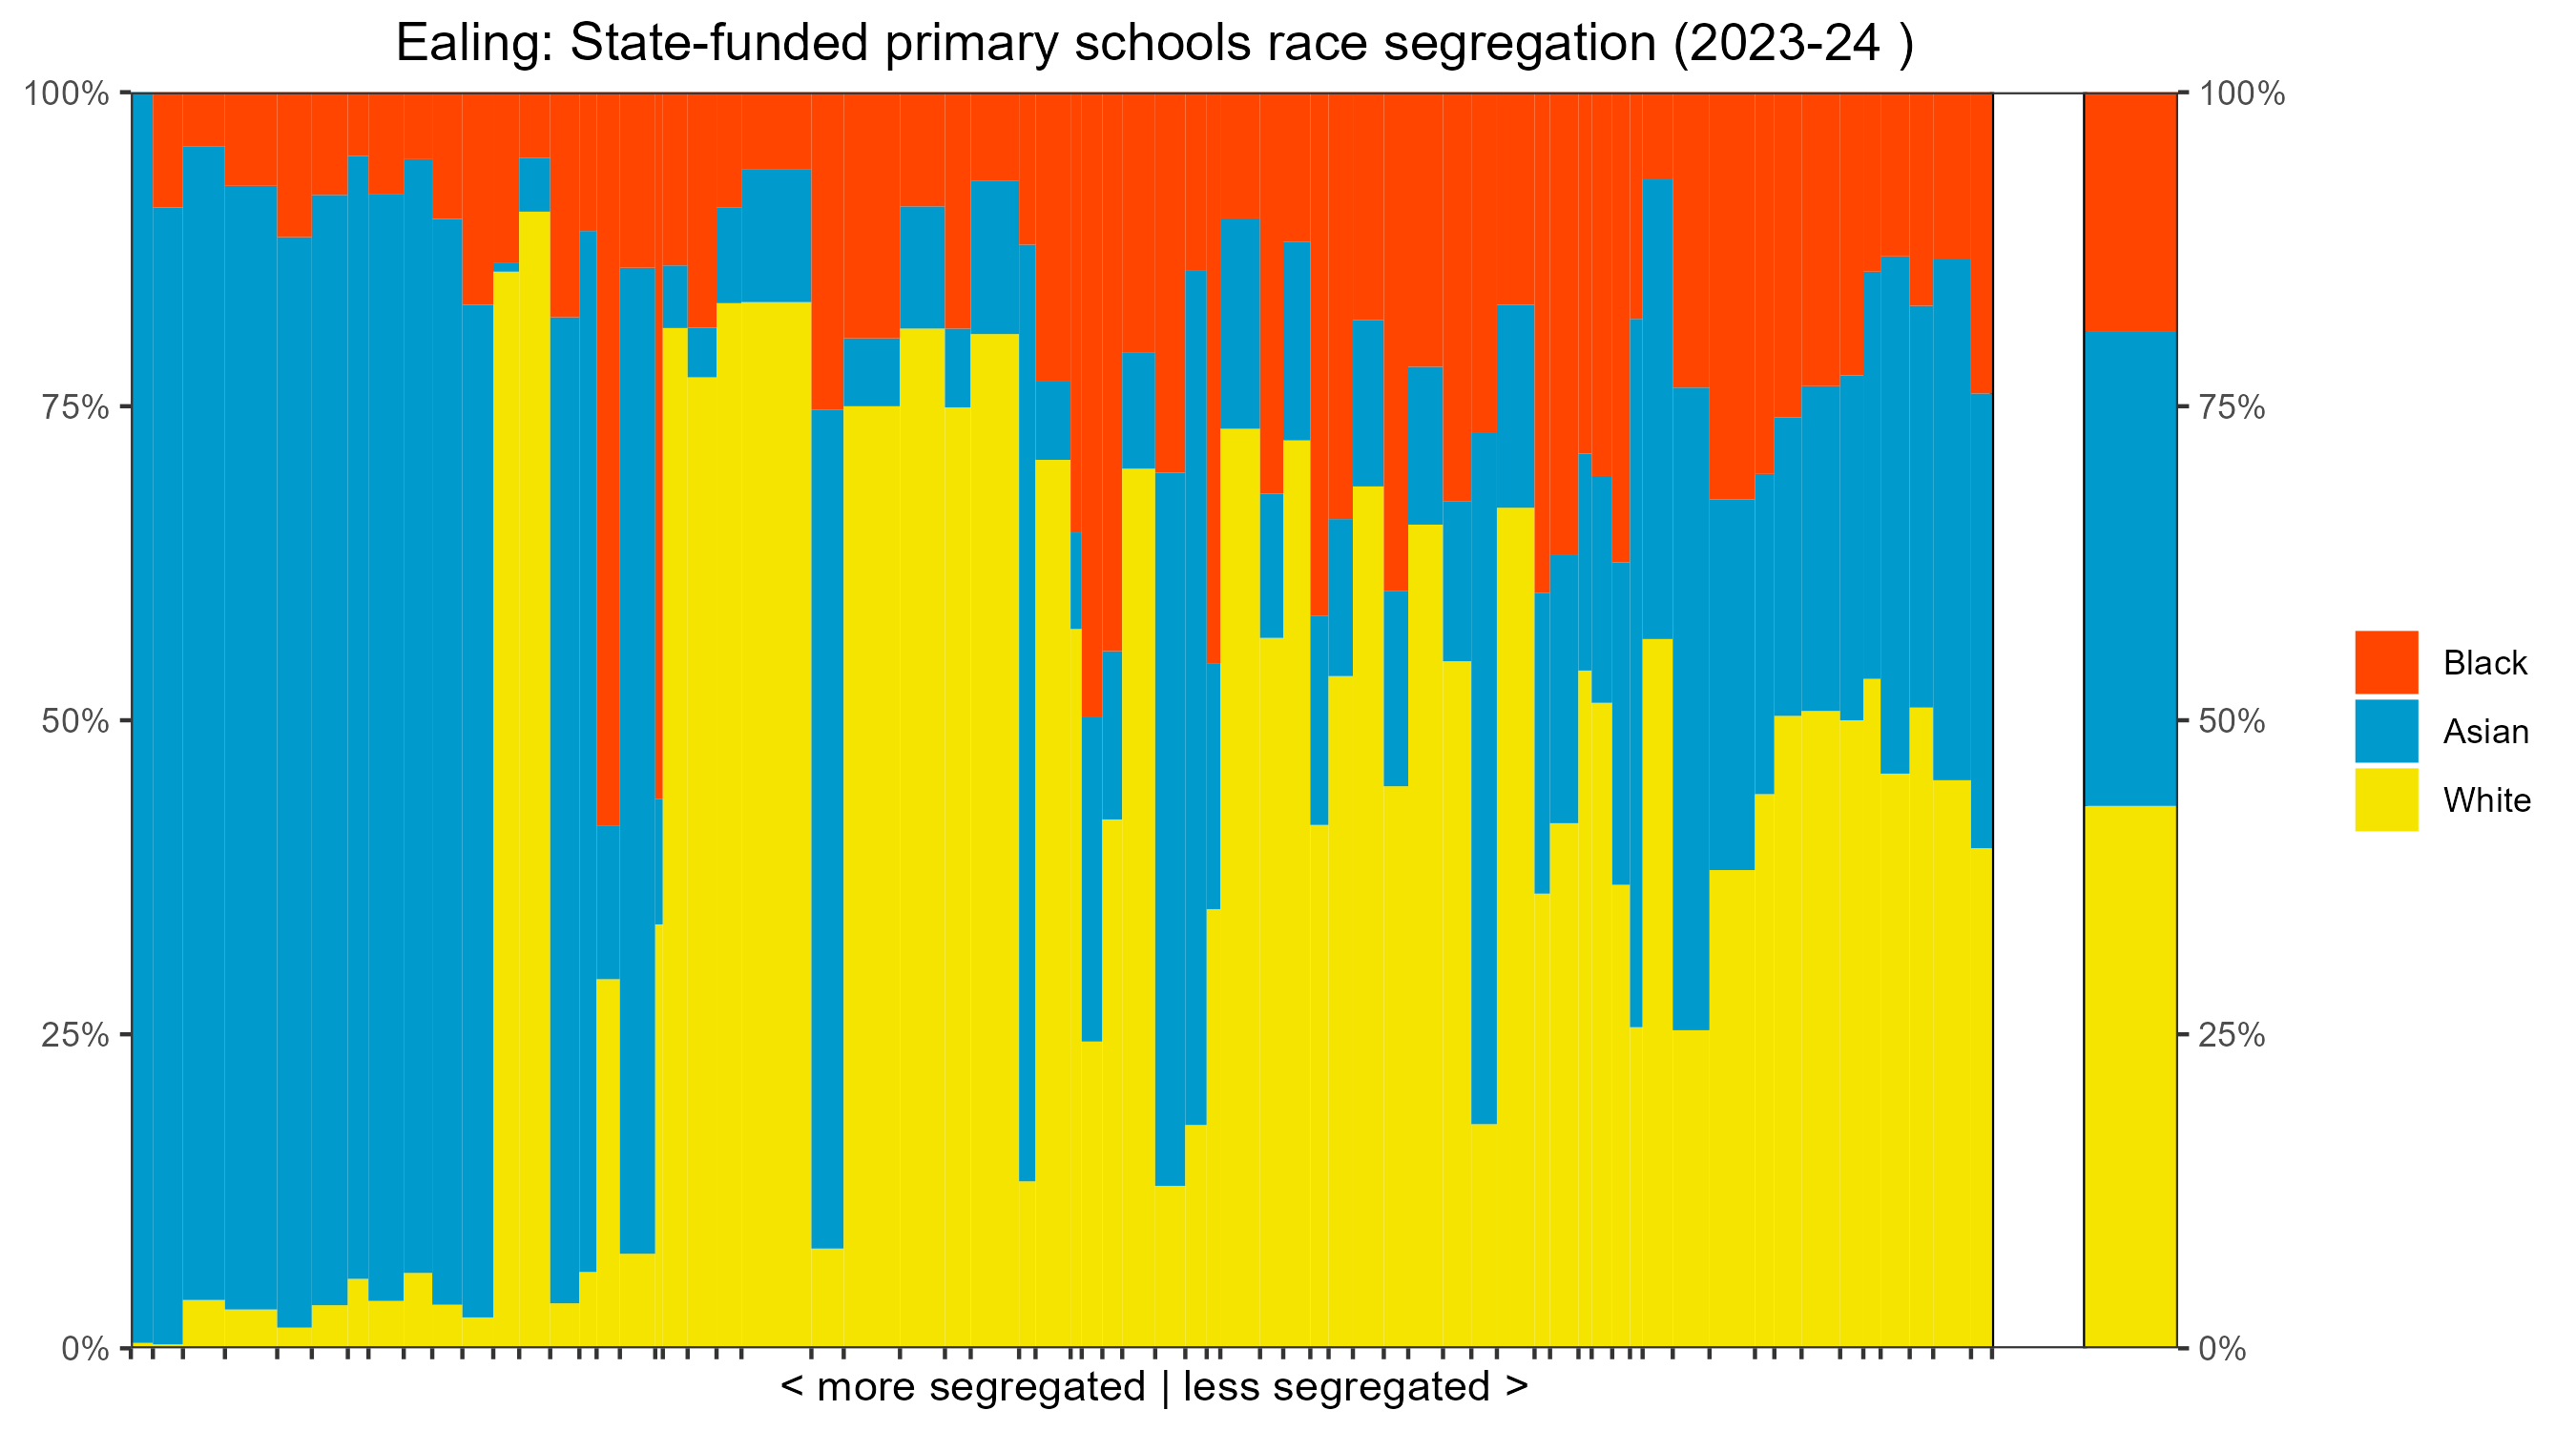 Ealing: State-funded primary schools race segregation (2023-24 )
100%
75%
50%
25%
0%
100%
75%
50%
25%
0%
Black
Asian
White
< more segregated | less segregated >